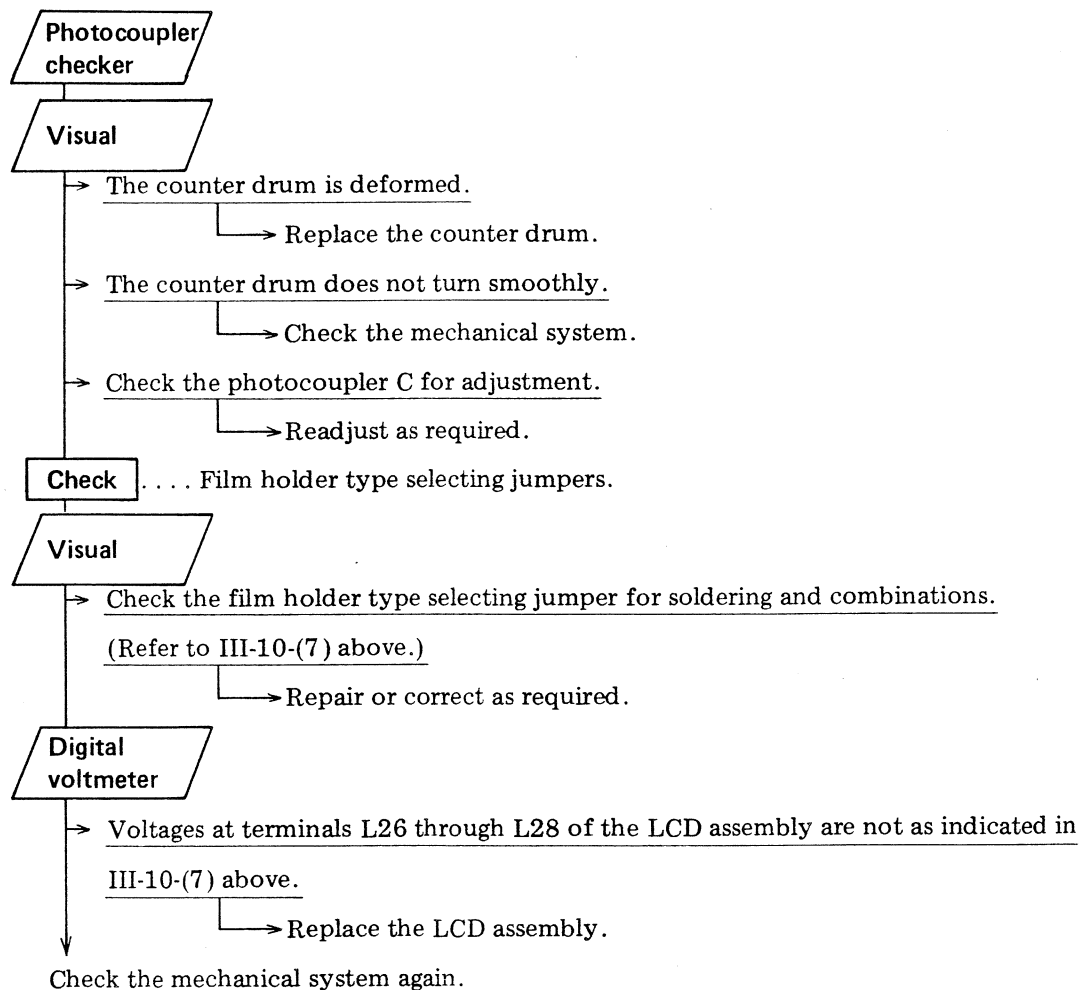 Photocoupler
checker
Visual
The counter drum is deformed.
Replace the counter drum.
The counter drum does not turn smoothly.
Check the mechanical system.
Check the photocoupler C for adjustment.
Readjust as required.
Check .... Film holder type selecting jumpers.
Visual
Check the film holder type selecting jumper for soldering and combinations.
(Refer to III-10-(7) above.)
Repair or correct as required.
Digital
voltmeter
Voltages at terminals L26 through L28 of the LCD assembly are not as indicated in
III-10-(7) above.
Replace the LCD assembly.
Check the mechanical system again.